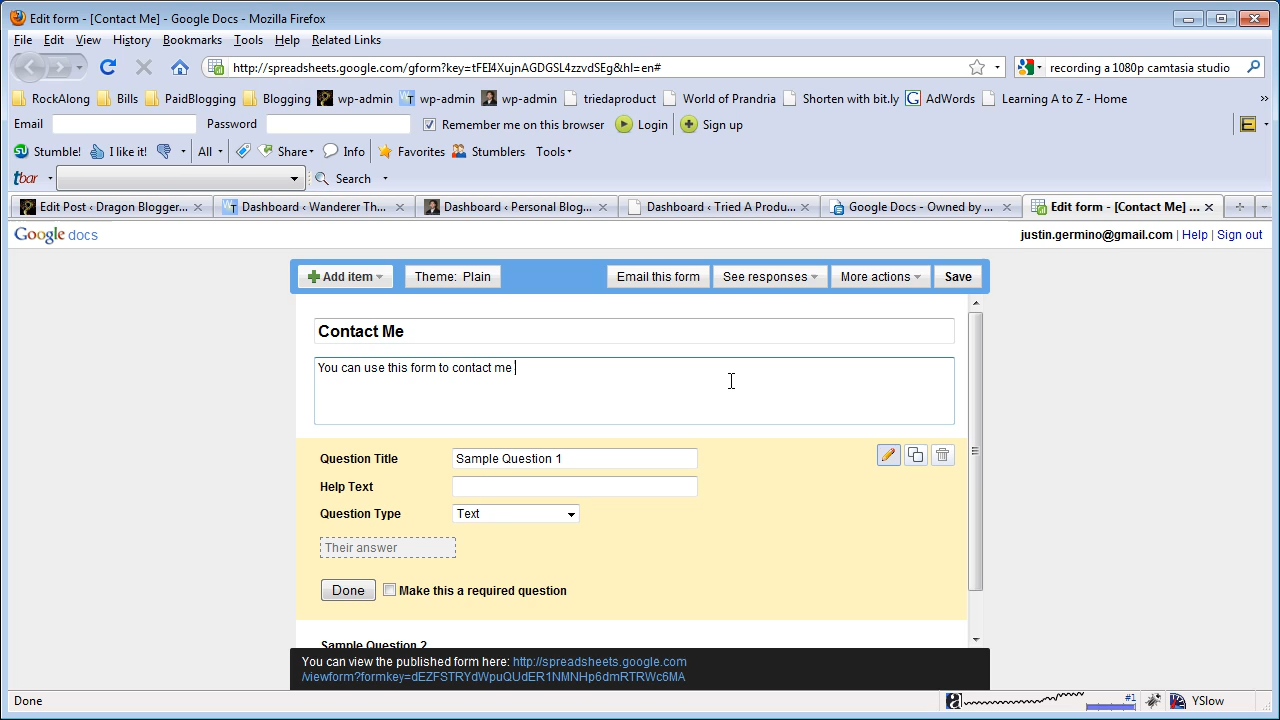 Edit form - [Contact Me] - Google Docs - Mozilla Firefox
File Edit View History Bookmarks Tools Help Related Links
http://spreadsheets.google.com/gform?key=tFEI4XujnAGDGSL4zzvdSEg&hl=en# recording a 1080p camtasia studio
RockAlong Bills PaidBlogging Blogging wp-admin wp-admin wp-admin triedaproduct World of Prandria Shorten with bit.ly AdWords Learning A to Z - Home »
Email Password Remember me on this browser Login Sign up
Stumble! I like it! All Share Info Favorites Stumblers Tools
tbar Search
Edit Post ‹ Dragon Blogger... Dashboard ‹ Wanderer Th... Dashboard ‹ Personal Blog... Dashboard ‹ Tried A Produ... Google Docs - Owned by ... Edit form - [Contact Me] ...
Google docs justin.germino@gmail.com | Help | Sign out
Add item Theme: Plain Email this form See responses More actions Save
Contact Me
You can use this form to contact me
Question Title Sample Question 1
Help Text
Question Type Text
Their answer
Done Make this a required question
Sample Question 2
You can view the published form here: http://spreadsheets.google.com
/viewform?formkey=dEZFSTRYdWpuQUdER1NMNHp6dmRTRWc6MA
Done #1 YSlow